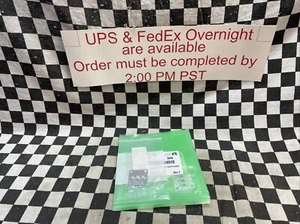 UPS & FedEx Overnight
are available
Order must be completed by
2:00 PM PST